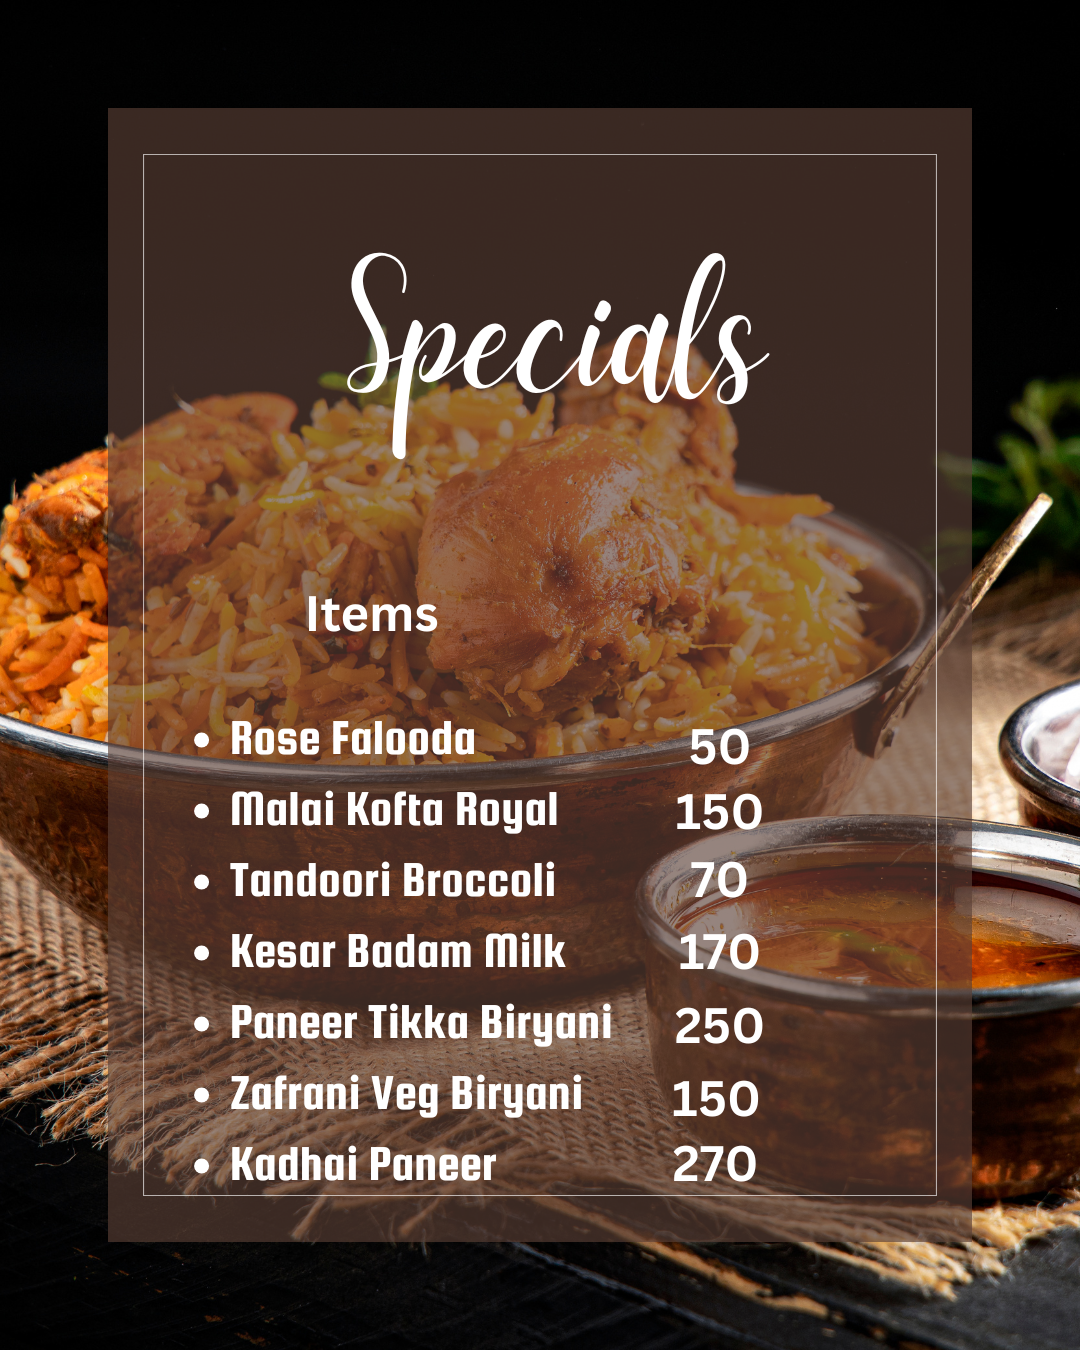 Specials
Items
• Rose Falooda 50
• Malai Kofta Royal 150
• Tandoori Broccoli 70
• Kesar Badam Milk 170
• Paneer Tikka Biryani 250
• Zafrani Veg Biryani 150
• Kadhai Paneer 270